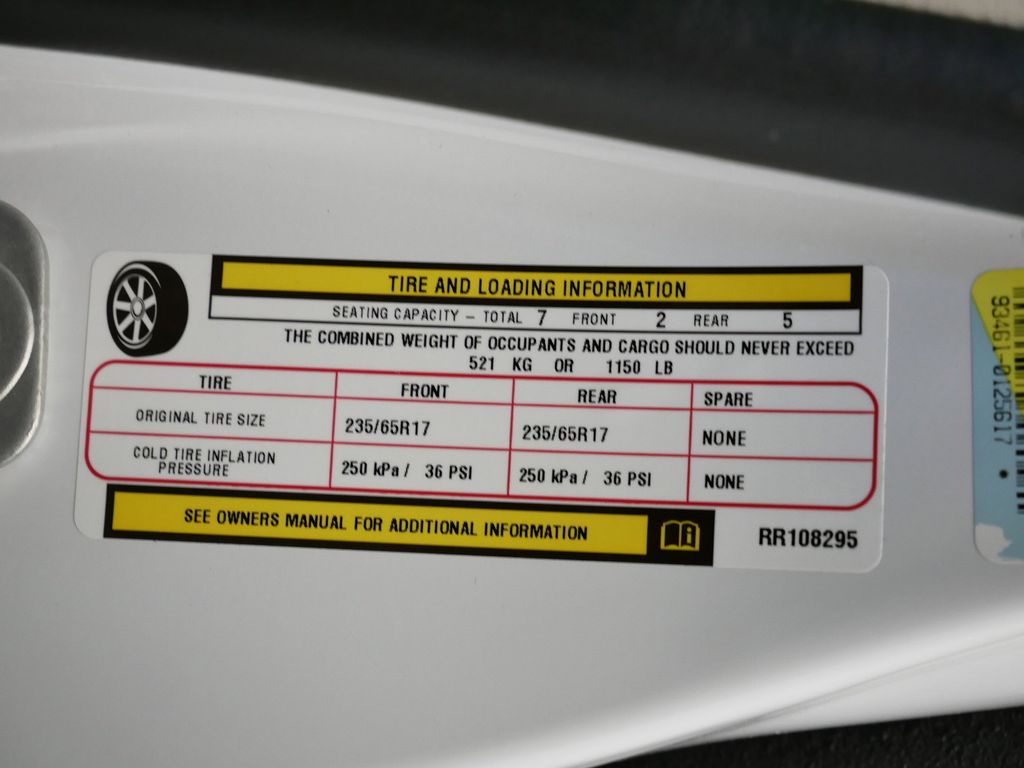 TIRE AND LOADING INFORMATION
SEATING CAPACITY – TOTAL 7 FRONT 2 REAR 5
THE COMBINED WEIGHT OF OCCUPANTS AND CARGO SHOULD NEVER EXCEED
521 KG OR 1150 LB
TIRE FRONT REAR SPARE
ORIGINAL TIRE SIZE 235/65R17 235/65R17 NONE
COLD TIRE INFLATION
PRESSURE 250 kPa / 36 PSI 250 kPa / 36 PSI NONE
SEE OWNERS MANUAL FOR ADDITIONAL INFORMATION
RR108295
93461-0125617